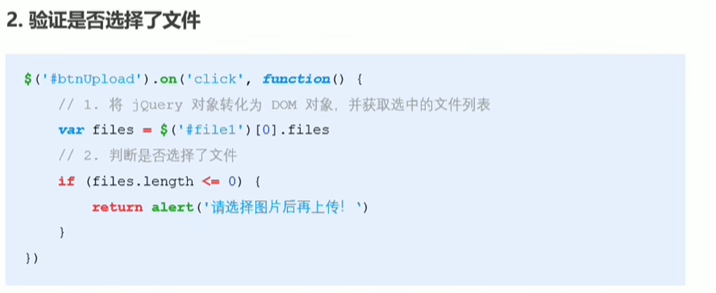 2. 验证是否选择了文件
$('#btnUpload').on('click', function() {
// 1. 将 jQuery 对象转化为 DOM 对象，并获取选中的文件列表
var files = $('#file1')[0].files
// 2. 判断是否选择了文件
if (files.length <= 0) {
return alert('请选择图片后再上传！‘)
}
})